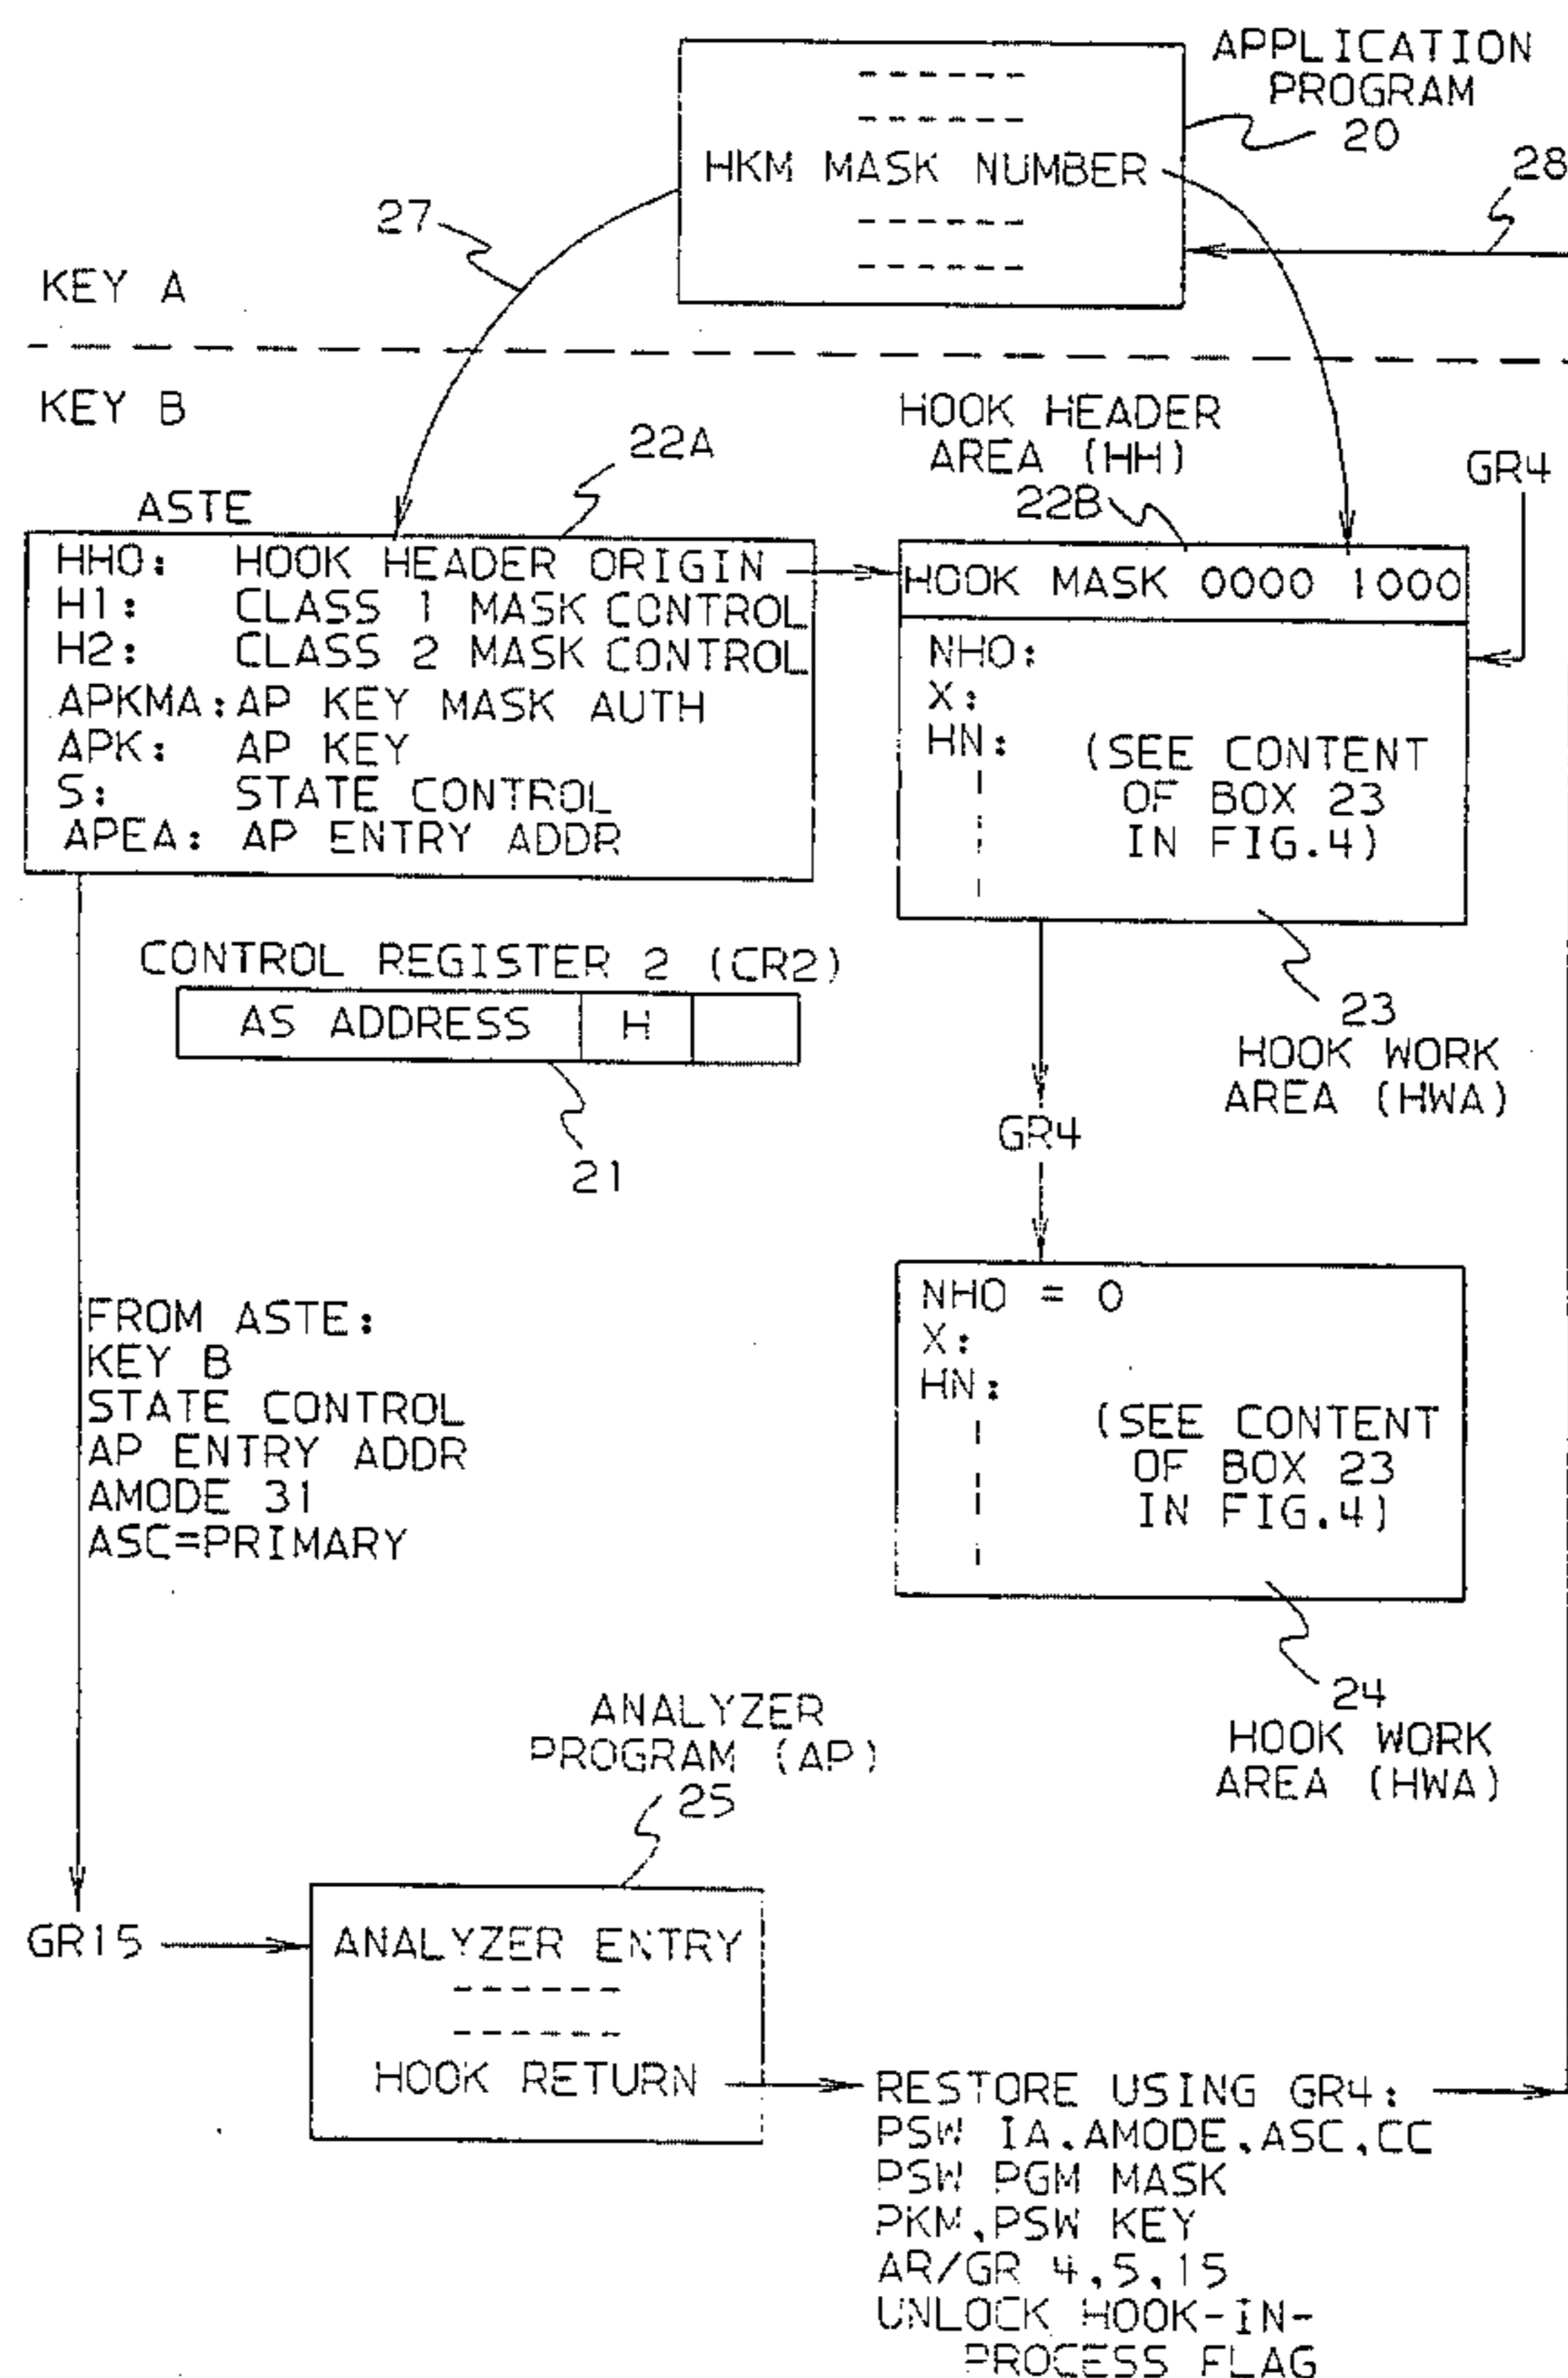 APPLICATION
PROGRAM
20
HKM MASK NUMBER
28
27
KEY A
KEY B
HOOK HEADER
AREA (HH)
22B
22A
GR4
ASTE
HHO: HOOK HEADER ORIGIN
H1: CLASS 1 MASK CONTROL
H2: CLASS 2 MASK CONTROL
APKMA: AP KEY MASK AUTH
APK: AP KEY
S: STATE CONTROL
APEA: AP ENTRY ADDR
HOOK MASK 0000 1000
NHO:
X:
HN:
(SEE CONTENT
OF BOX 23
IN FIG.4)
CONTROL REGISTER 2 (CR2)
AS ADDRESS H
21
23
HOOK WORK
AREA (HWA)
GR4
NHO = 0
X:
HN:
(SEE CONTENT
OF BOX 23
IN FIG.4)
FROM ASTE:
KEY B
STATE CONTROL
AP ENTRY ADDR
AMODE 31
ASC=PRIMARY
24
HOOK WORK
AREA (HWA)
ANALYZER
PROGRAM (AP)
25
GR15
ANALYZER ENTRY
HOOK RETURN
RESTORE USING GR4:
PSW IA,AMODE,ASC,CC
PSW PGM MASK
PKM,PSW KEY
AR/GR 4,5,15
UNLOCK HOOK-IN-
PROCESS FLAG